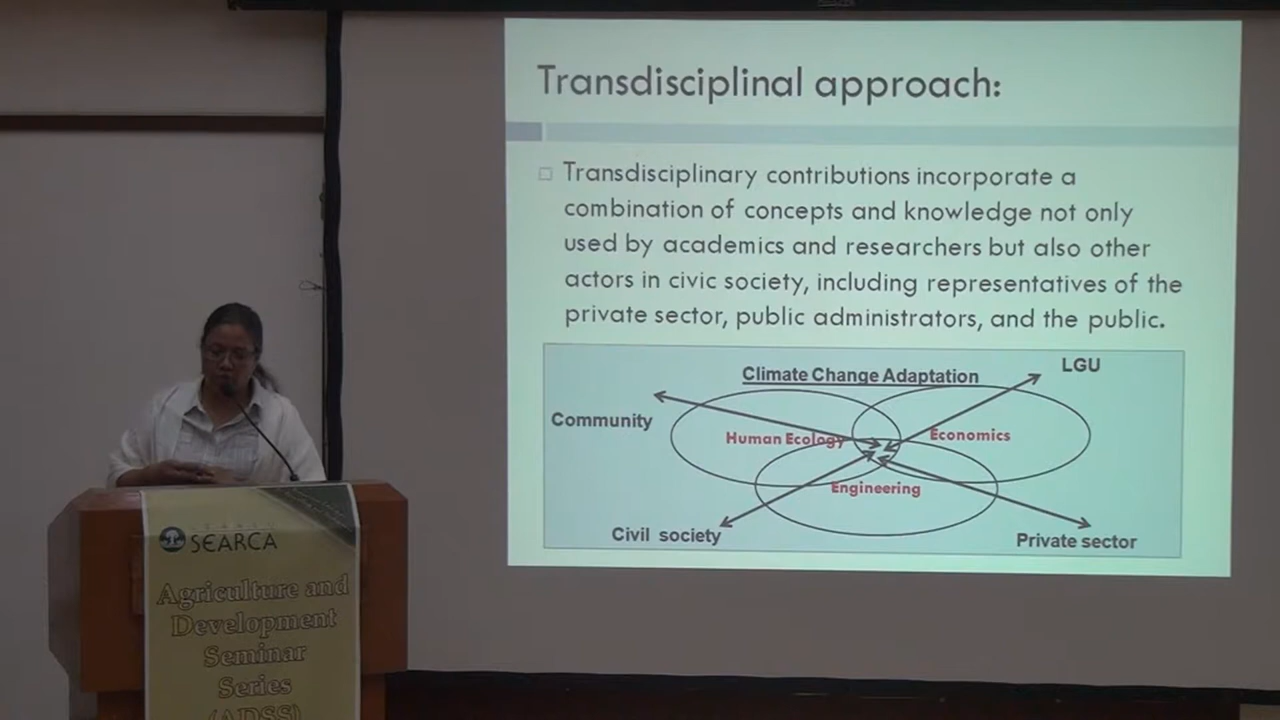 Transdisciplinal approach:
Transdisciplinary contributions incorporate a
combination of concepts and knowledge not only
used by academics and researchers but also other
actors in civic society, including representatives of the
private sector, public administrators, and the public.
Climate Change Adaptation
LGU
Community
Human Ecology
Economics
Engineering
Civil society
Private sector
SEARCA
Agriculture and
Development
Seminar
Series
(ADSS)